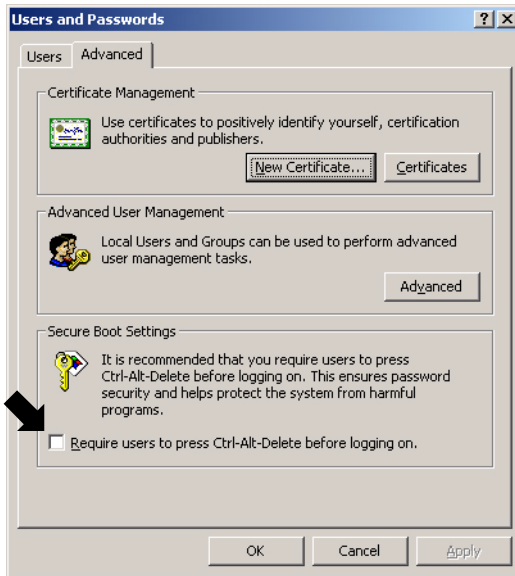 Users and Passwords
Users
Advanced
Certificate Management
Use certificates to positively identify yourself, certification
authorities and publishers.
New Certificate...
Certificates
Advanced User Management
Local Users and Groups can be used to perform advanced
user management tasks.
Advanced
Secure Boot Settings
It is recommended that you require users to press
Ctrl-Alt-Delete before logging on. This ensures password
security and helps protect the system from harmful
programs.
Require users to press Ctrl-Alt-Delete before logging on.
OK
Cancel
Apply